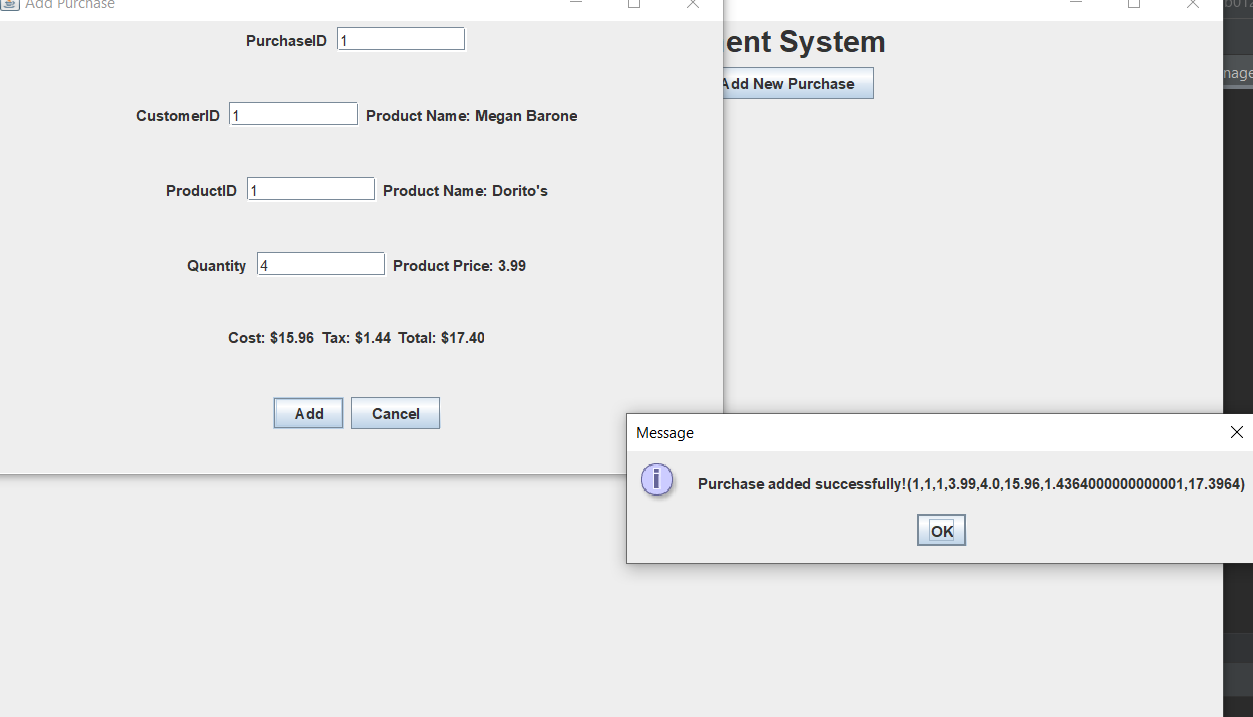 Add Purchase
PurchaseID 1
ent System
Add New Purchase
CustomerID 1 Product Name: Megan Barone
ProductID 1 Product Name: Dorito's
Quantity 4 Product Price: 3.99
Cost: $15.96 Tax: $1.44 Total: $17.40
Add Cancel
Message
Purchase added successfully!(1,1,1,3.99,4.0,15.96,1.4364000000000001,17.3964)
OK
nage